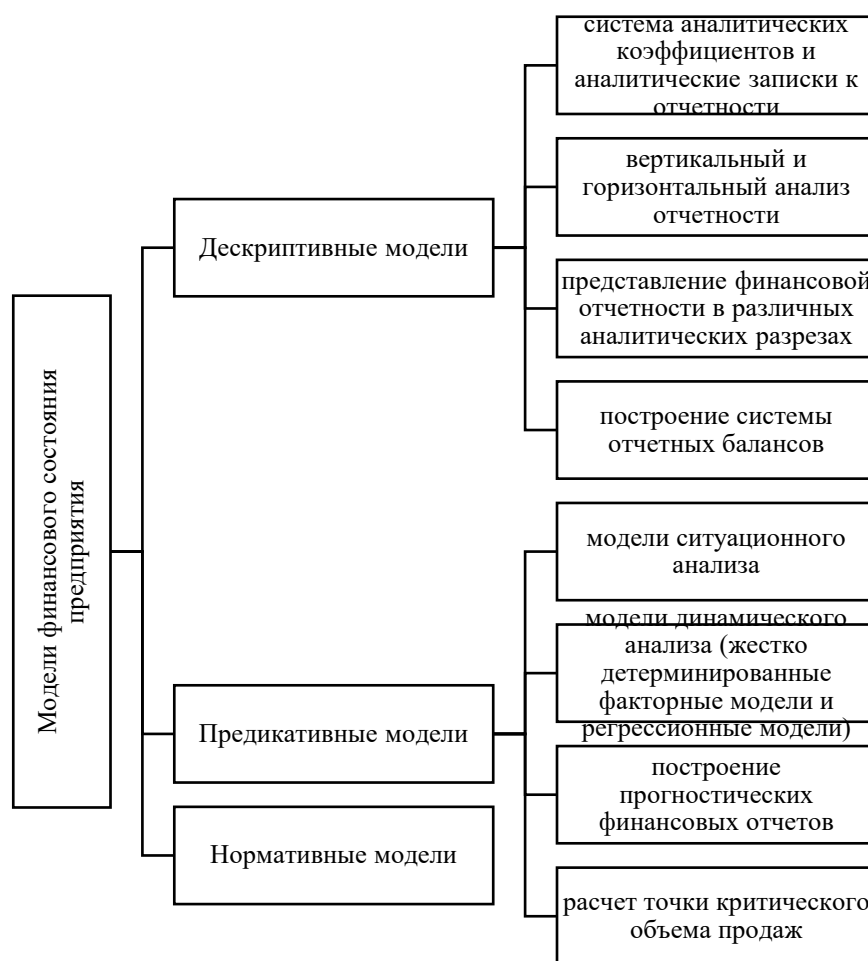 Модели финансового состояния
предприятия
Дескриптивные модели
система аналитических
коэффициентов и
аналитические записки к
отчетности
вертикальный и
горизонтальный анализ
отчетности
представление финансовой
отчетности в различных
аналитических разрезах
построение системы
отчетных балансов
Предикативные модели
модели ситуационного
анализа
модели динамического
анализа (жестко
детерминированные
факторные модели и
регрессионные модели)
построение
прогностических
финансовых отчетов
расчет точки критического
объема продаж
Нормативные модели